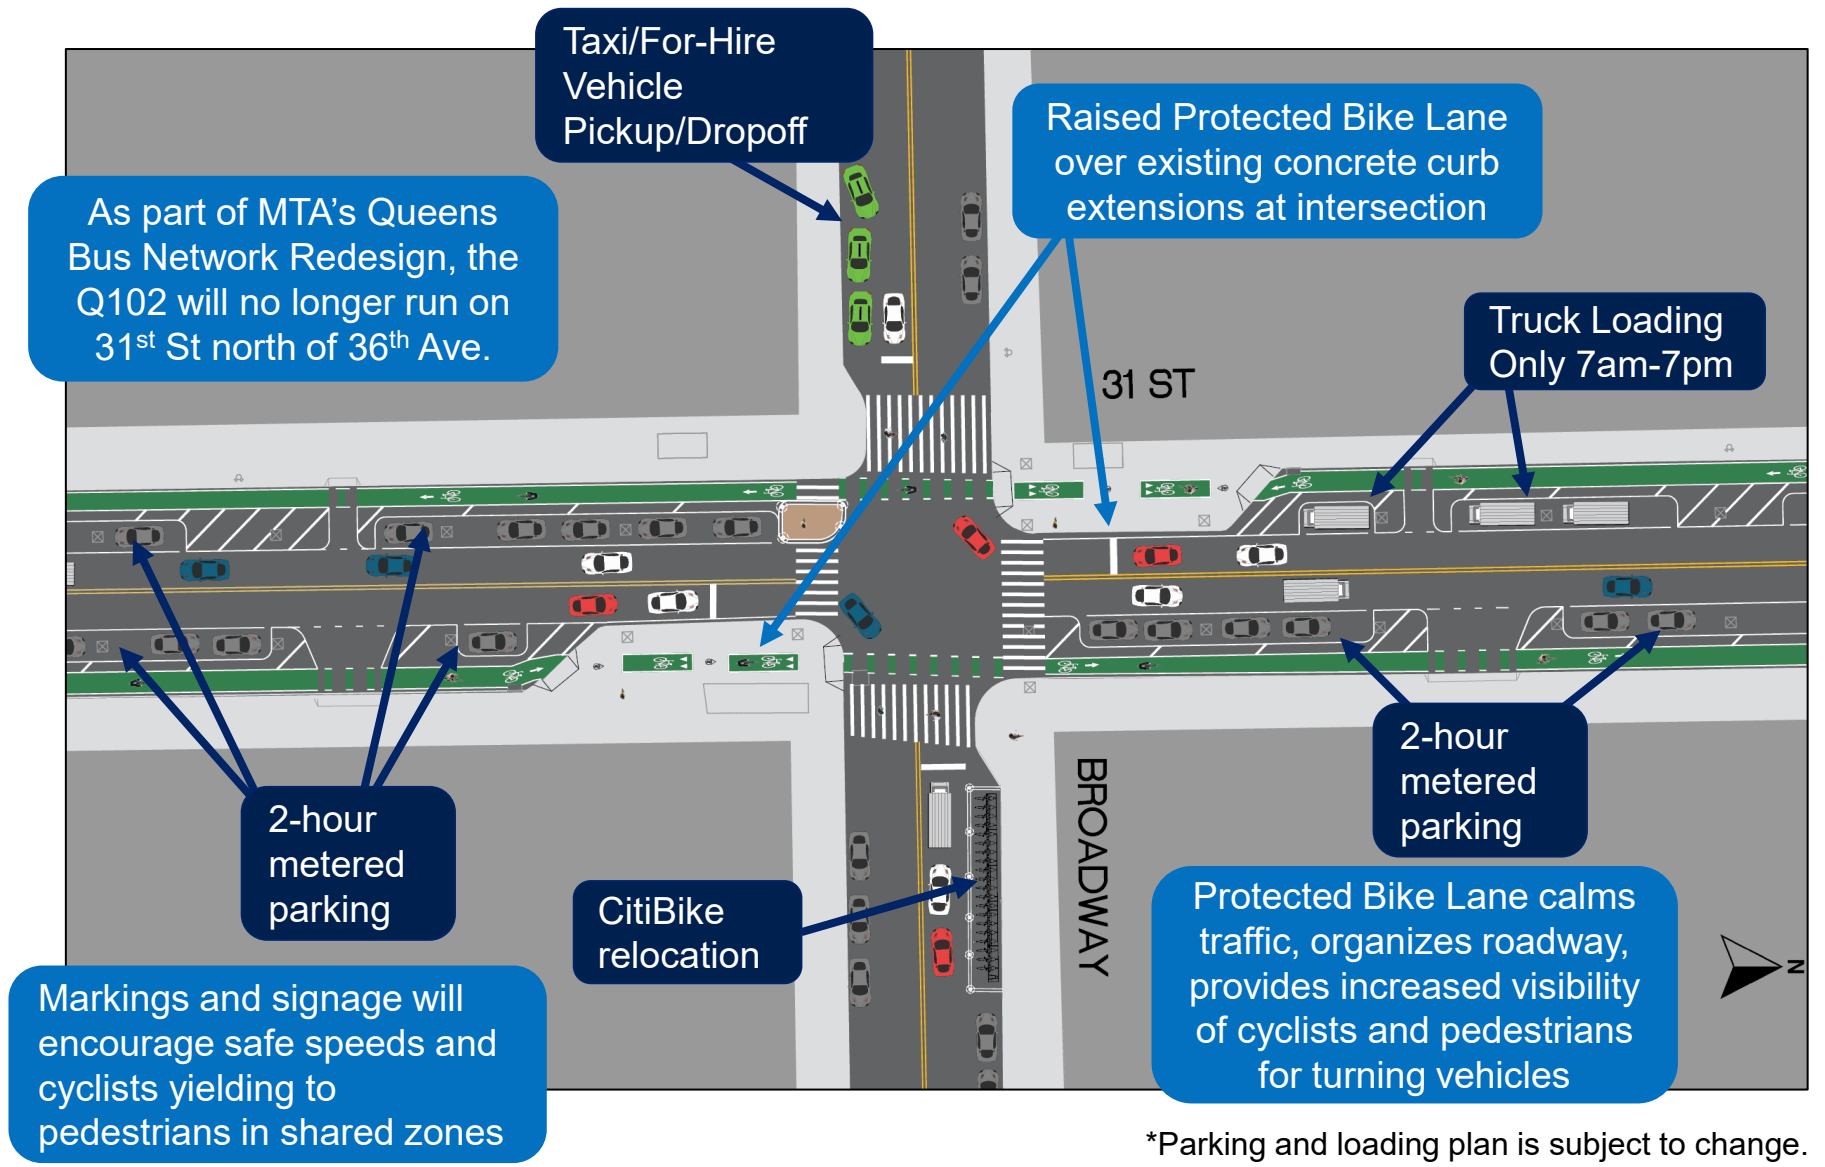 Taxi/For-Hire
Vehicle
Pickup/Dropoff
Raised Protected Bike Lane
over existing concrete curb
extensions at intersection
As part of MTA’s Queens
Bus Network Redesign, the
Q102 will no longer run on
31st St north of 36th Ave.
Truck Loading
Only 7am-7pm
31 ST
2-hour
metered
parking
2-hour
metered
parking
BROADWAY
CitiBike
relocation
Protected Bike Lane calms
traffic, organizes roadway,
provides increased visibility
of cyclists and pedestrians
for turning vehicles
N
Markings and signage will
encourage safe speeds and
cyclists yielding to
pedestrians in shared zones
*Parking and loading plan is subject to change.